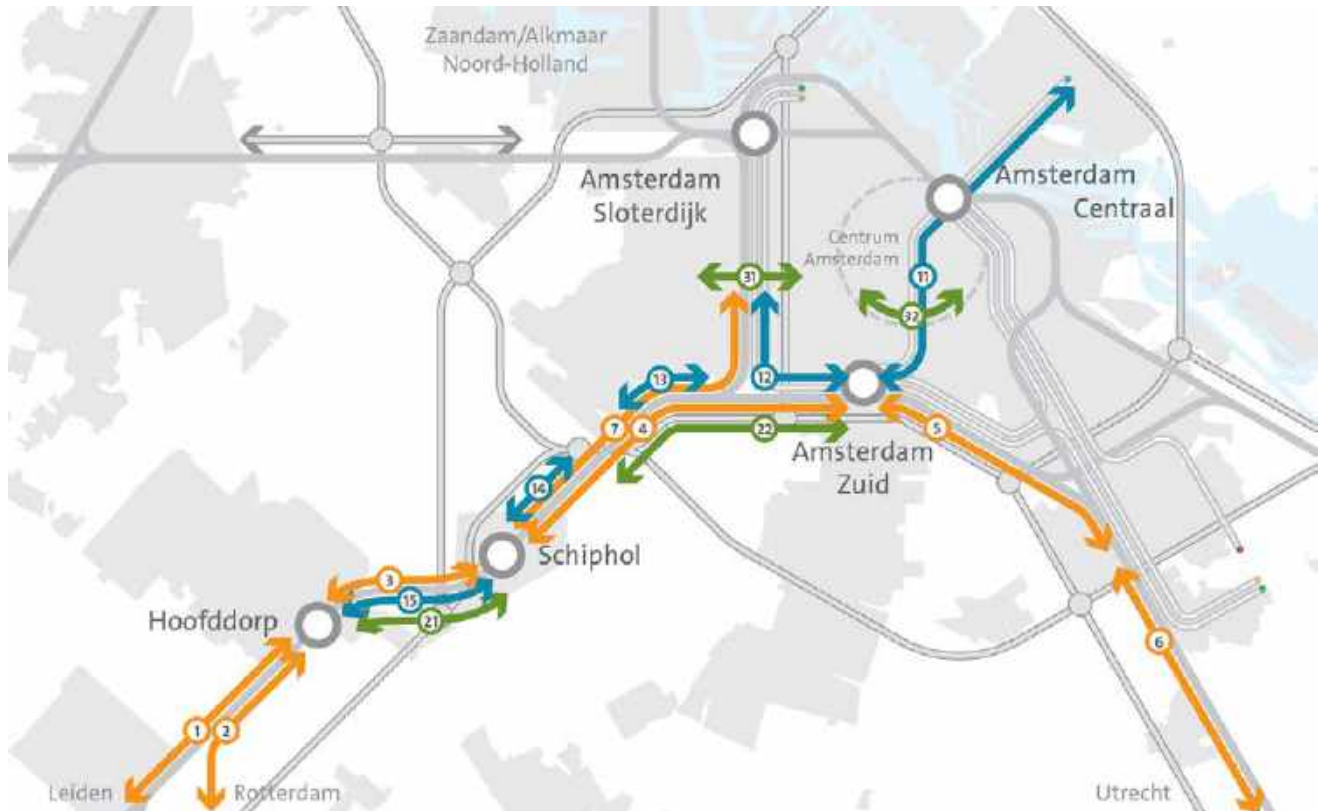 Zaandam/Alkmaar
Noord-Holland
Amsterdam
Sloterdijk
Amsterdam
Centraal
Centrum
Amsterdam
31
11
32
13
12
7
4
22
5
Amsterdam
Zuid
14
Schiphol
3
15
21
Hoofddorp
6
1
2
Leiden
Rotterdam
Utrecht